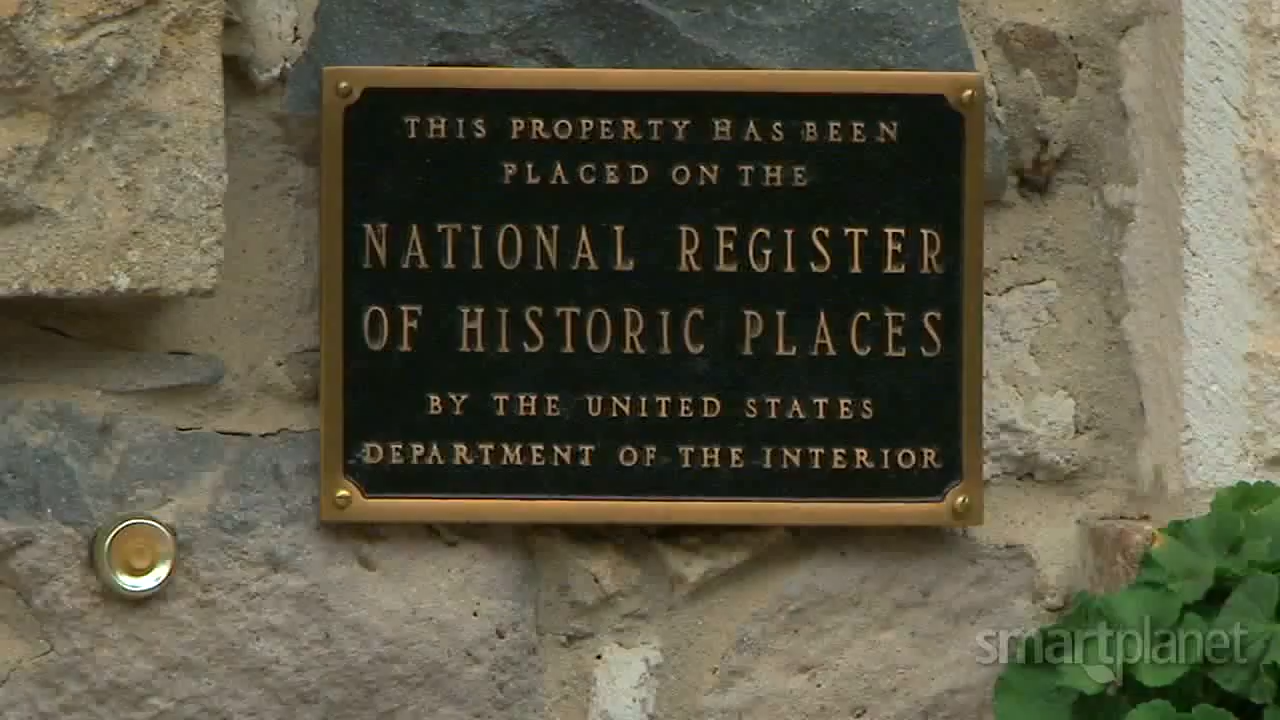 THIS PROPERTY HAS BEEN
PLACED ON THE
NATIONAL REGISTER
OF HISTORIC PLACES
BY THE UNITED STATES
DEPARTMENT OF THE INTERIOR
smartplanet